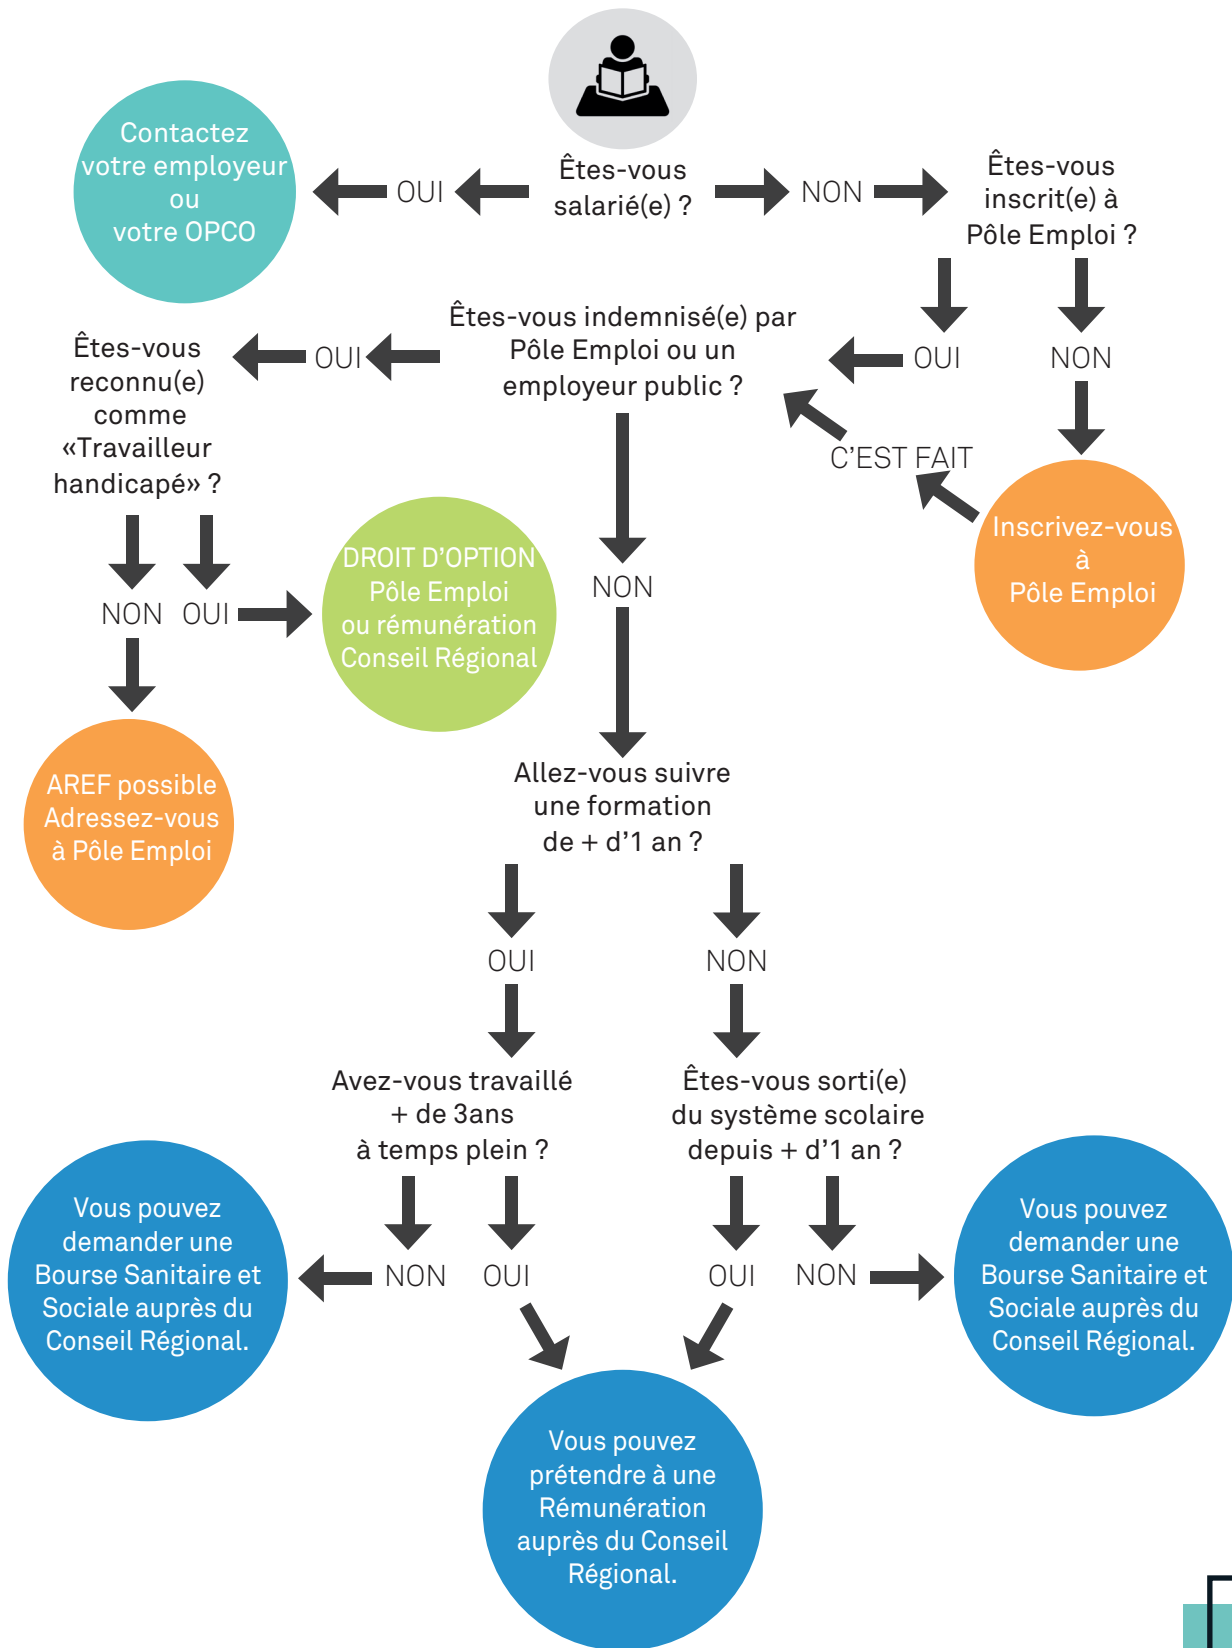 Contactez
votre employeur
ou
votre OPCO
OUI
Êtes-vous
salarié(e) ?
NON
Êtes-vous
inscrit(e) à
Pôle Emploi ?
Êtes-vous
reconnu(e)
comme
«Travailleur
handicapé» ?
OUI
Êtes-vous indemnisé(e) par
Pôle Emploi ou un
employeur public ?
OUI
NON
C'EST FAIT
Inscrivez-vous
à
Pôle Emploi
NON
OUI
DROIT D'OPTION
Pôle Emploi
ou rémunération
Conseil Régional
NON
AREF possible
Adressez-vous
à Pôle Emploi
Allez-vous suivre
une formation
de + d'1 an ?
OUI
NON
Avez-vous travaillé
+ de 3ans
à temps plein ?
Êtes-vous sorti(e)
du système scolaire
depuis + d'1 an ?
Vous pouvez
demander une
Bourse Sanitaire et
Sociale auprès du
Conseil Régional.
NON
OUI
OUI
NON
Vous pouvez
demander une
Bourse Sanitaire et
Sociale auprès du
Conseil Régional.
Vous pouvez
prétendre à une
Rémunération
auprès du Conseil
Régional.